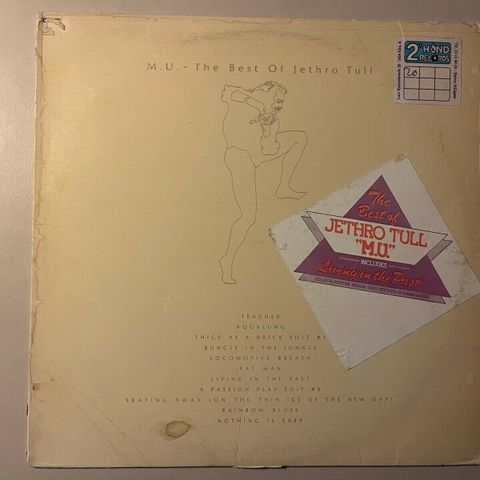 M.U. - The Best Of Jethro Tull
2nd HAND
RECORDS
20
The
Best of
JETHRO TULL
"M.U."
INCLUDES
"Living in the Past"
TEACHER
AQUALUNG
THICK AS A BRICK EDIT #1
BUNGLE IN THE JUNGLE
LOCOMOTIVE BREATH
FAT MAN
LIVING IN THE PAST
A PASSION PLAY EDIT #8
SKATING AWAY (ON THE THIN ICE OF THE NEW DAY)
RAINBOW BLUES
NOTHING IS EASY